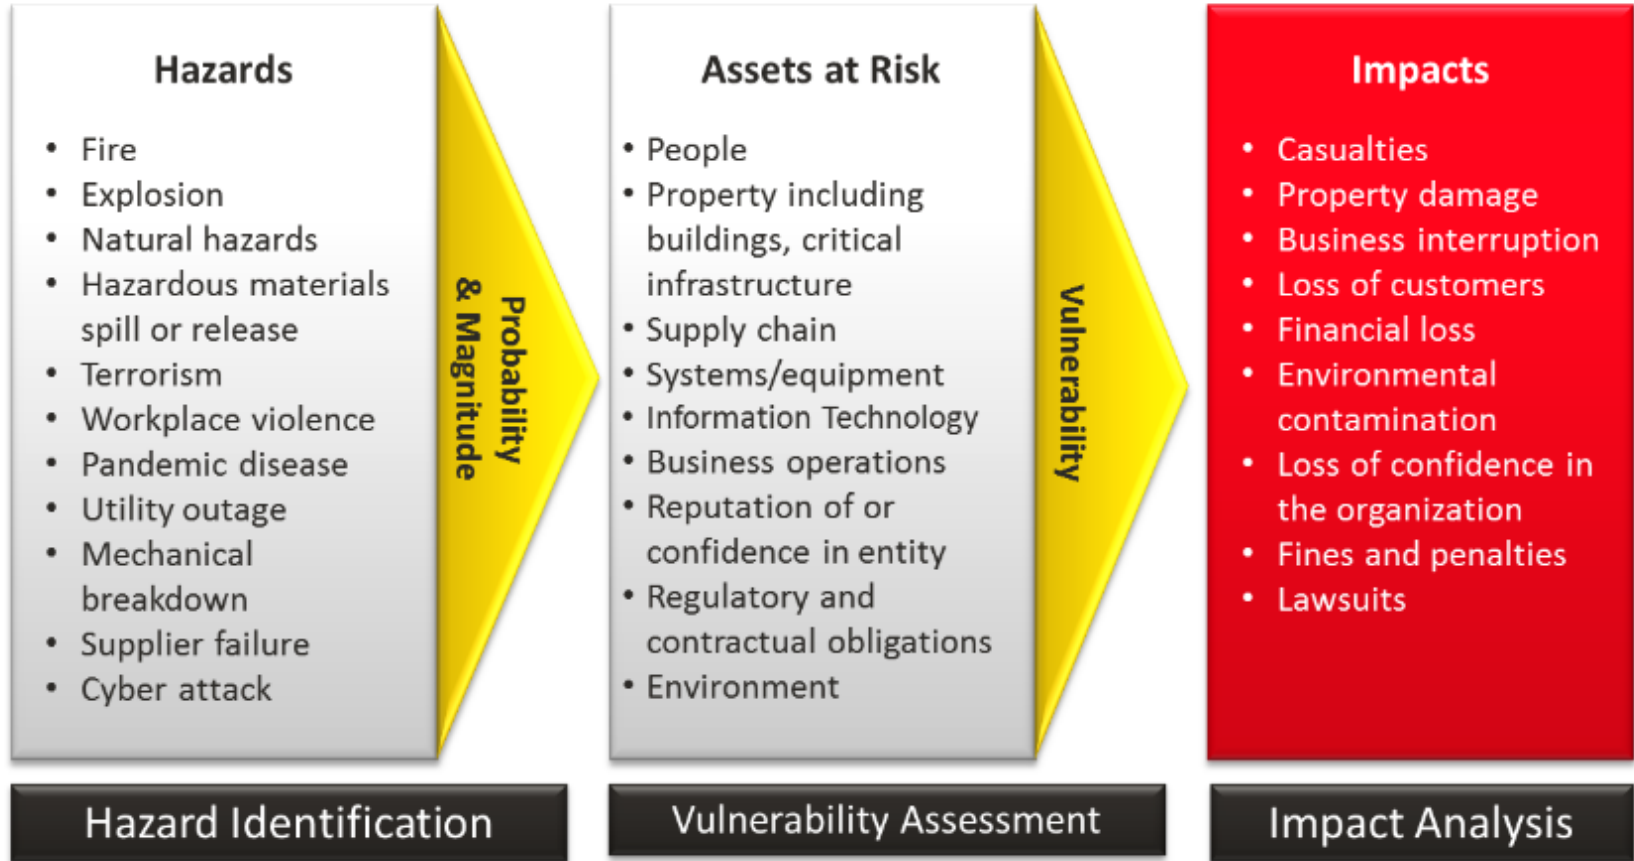 Hazards
• Fire
• Explosion
• Natural hazards
• Hazardous materials
spill or release
• Terrorism
• Workplace violence
• Pandemic disease
• Utility outage
• Mechanical
breakdown
• Supplier failure
• Cyber attack
Probability
& Magnitude
Assets at Risk
• People
• Property including
buildings, critical
infrastructure
• Supply chain
• Systems/equipment
• Information Technology
• Business operations
• Reputation of or
confidence in entity
• Regulatory and
contractual obligations
• Environment
Vulnerability
Impacts
• Casualties
• Property damage
• Business interruption
• Loss of customers
• Financial loss
• Environmental
contamination
• Loss of confidence in
the organization
• Fines and penalties
• Lawsuits
Hazard Identification
Vulnerability Assessment
Impact Analysis